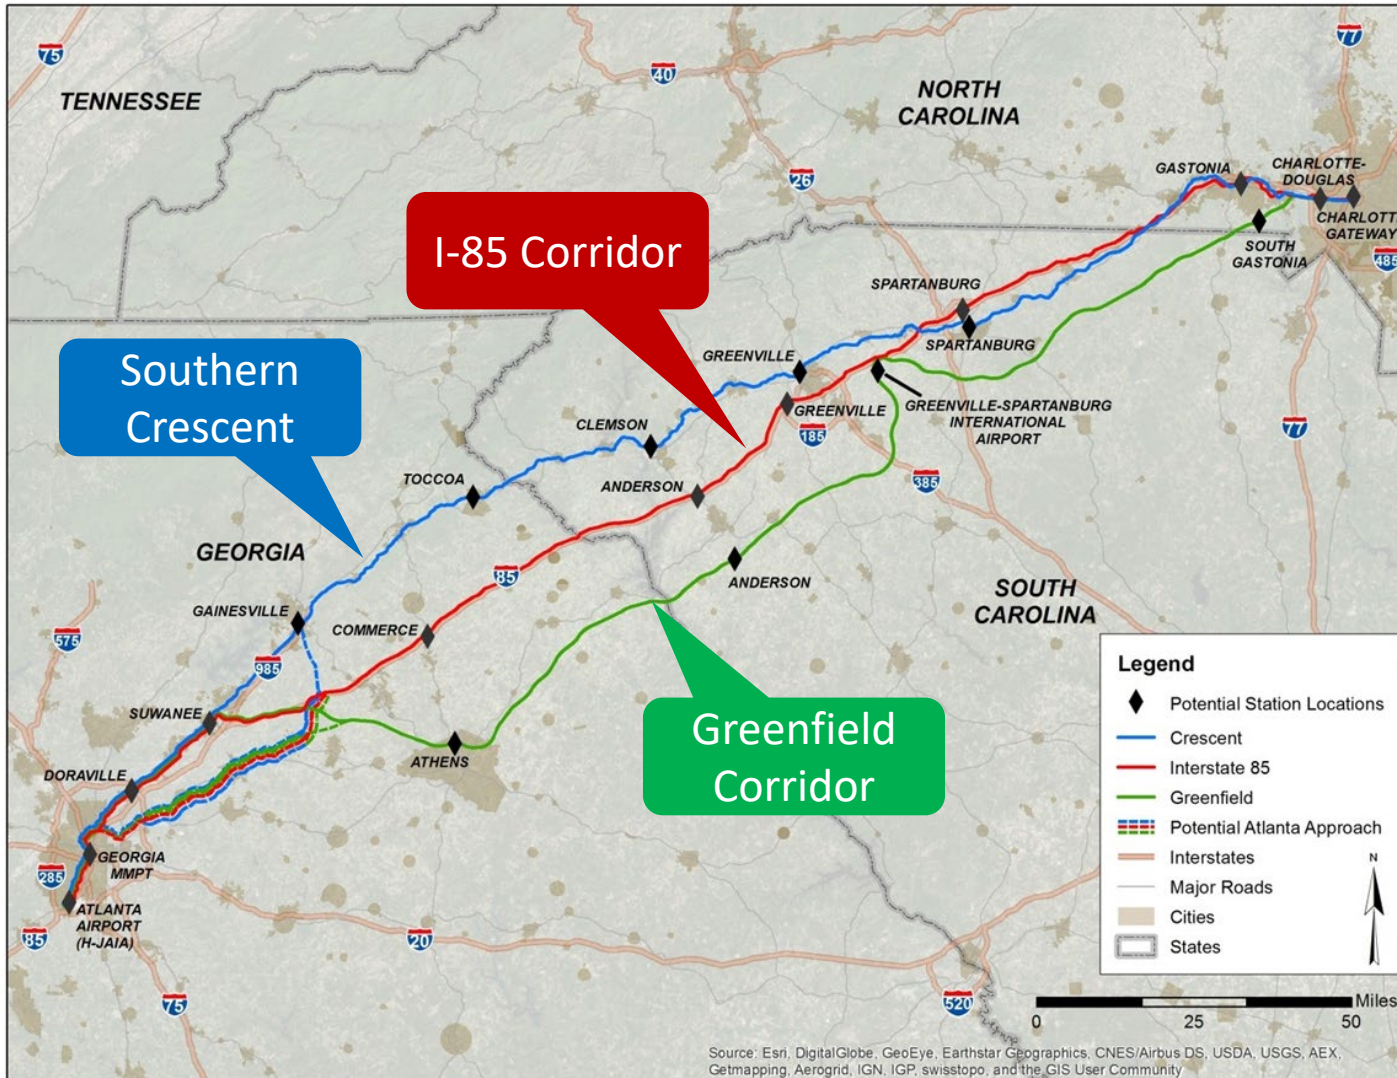 75
TENNESSEE
40
NORTH
CAROLINA
77
26
GASTONIA
CHARLOTTE-
DOUGLAS
CHARLOTTE
GATEWAY
485
SOUTH
GASTONIA
I-85 Corridor
SPARTANBURG
SPARTANBURG
Southern
Crescent
GREENVILLE
GREENVILLE
GREENVILLE-SPARTANBURG
INTERNATIONAL
AIRPORT
185
77
CLEMSON
385
TOCCOA
ANDERSON
GEORGIA
85
ANDERSON
SOUTH
CAROLINA
GAINESVILLE
COMMERCE
575
985
SUWANEE
Greenfield
Corridor
ATHENS
DORAVILLE
GEORGIA
MMPT
285
ATLANTA
AIRPORT
(H-JAIA)
85
20
75
520
Legend
Potential Station Locations
Crescent
Interstate 85
Greenfield
Potential Atlanta Approach
Interstates
Major Roads
Cities
States
N
Miles
0 25 50
Source: Esri, DigitalGlobe, GeoEye, Earthstar Geographics, CNES/Airbus DS, USDA, USGS, AEX,
Getmapping, Aerogrid, IGN, IGP, swisstopo, and the GIS User Community